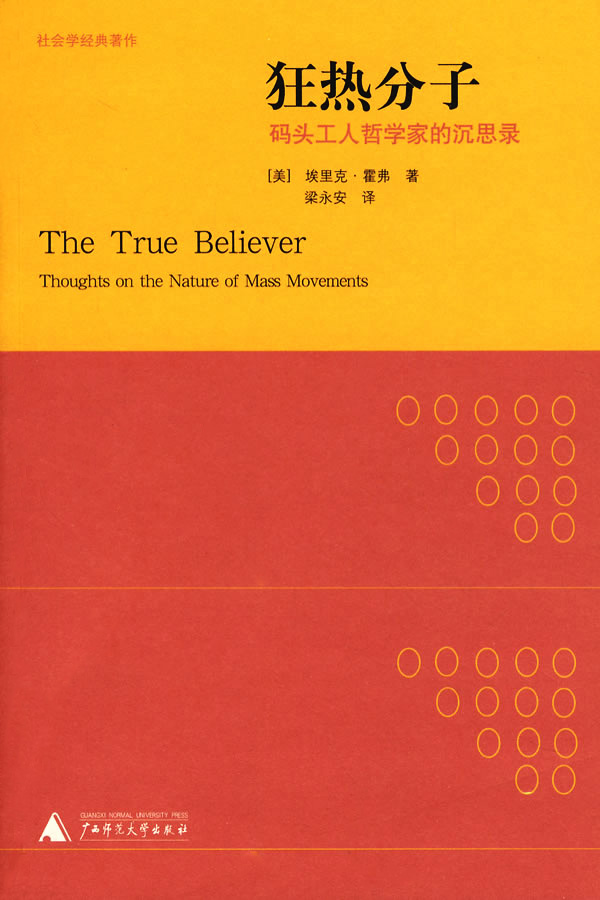 社会学经典著作
狂热分子
码头工人哲学家的沉思录
[美] 埃里克·霍弗 著
梁永安 译
The True Believer
Thoughts on the Nature of Mass Movements
GUANGXI NORMAL UNIVERSITY PRESS
广西师范大学出版社